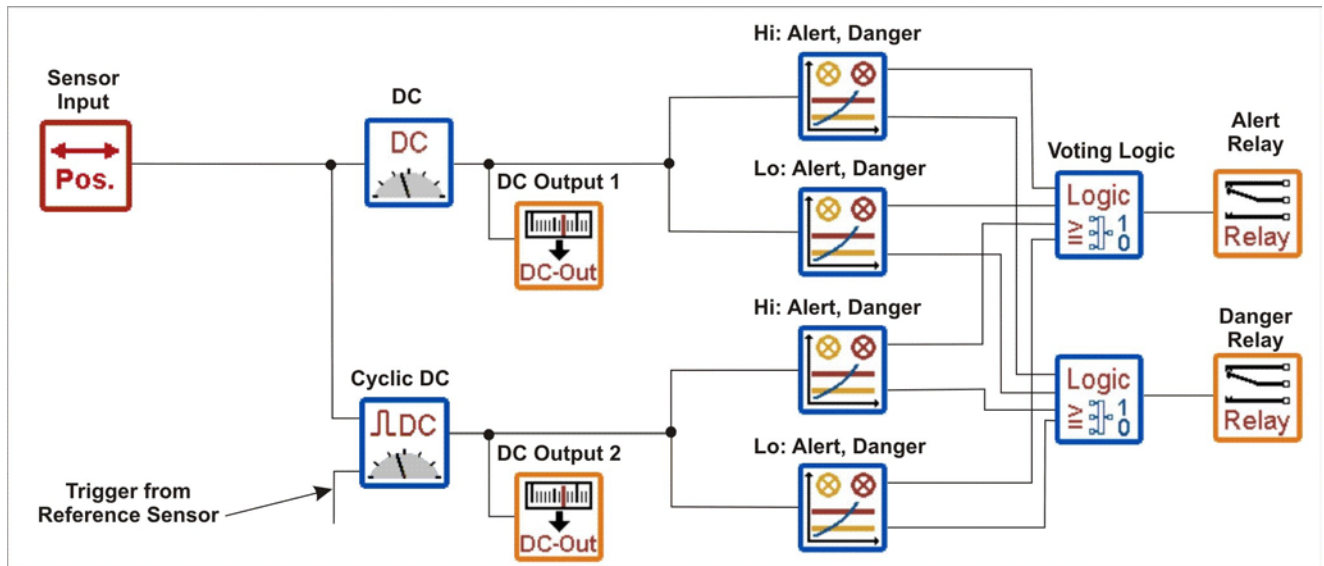 Sensor
Input
Pos.
DC
DC
DC Output 1
DC-Out
Cyclic DC
DC
DC Output 2
DC-Out
Trigger from
Reference Sensor
Hi: Alert, Danger
Lo: Alert, Danger
Hi: Alert, Danger
Lo: Alert, Danger
Voting Logic
Logic
≥ 1
0
Logic
≥ 1
0
Alert
Relay
Relay
Danger
Relay
Relay